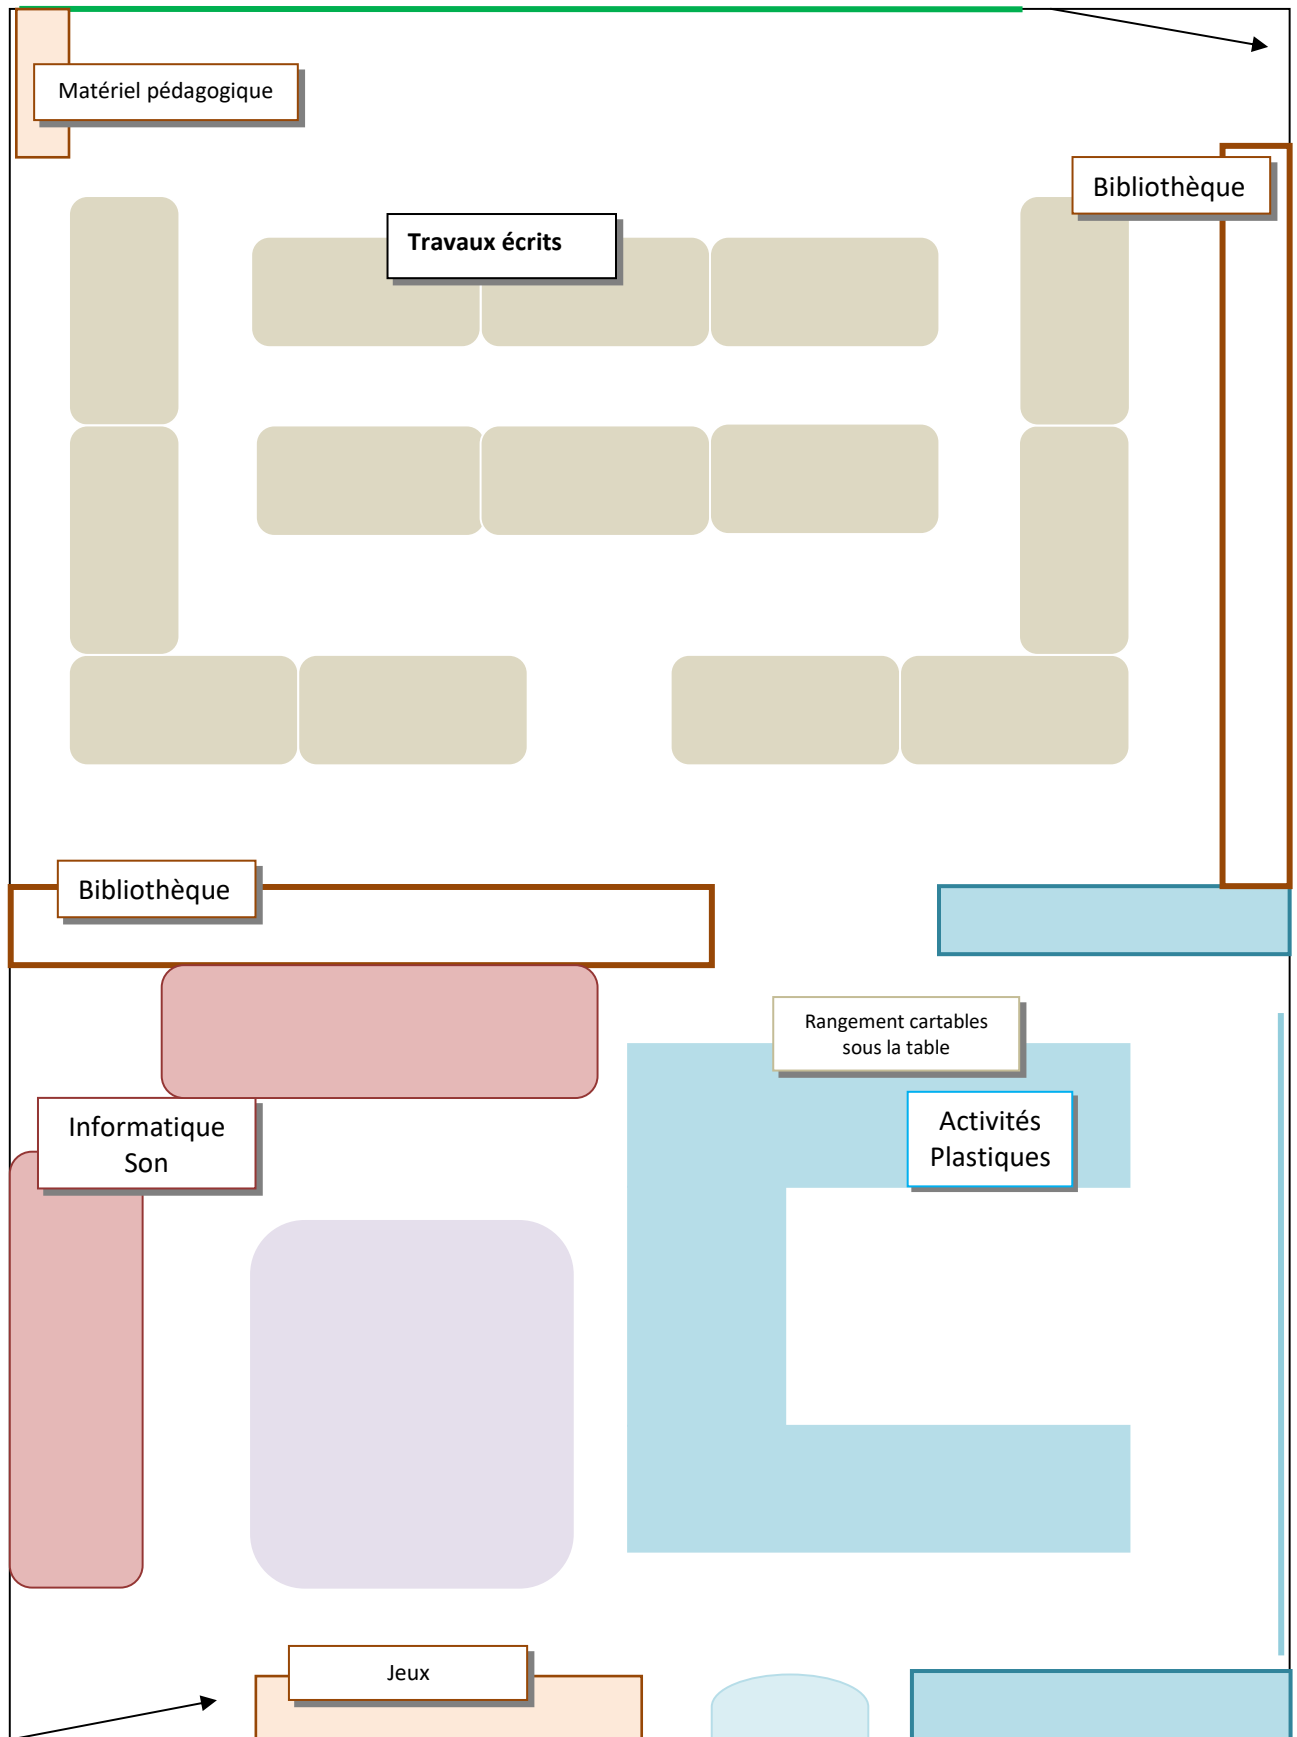 Matériel pédagogique
Bibliothèque
Travaux écrits
Bibliothèque
Rangement cartables
sous la table
Activités
Plastiques
Informatique
Son
Jeux